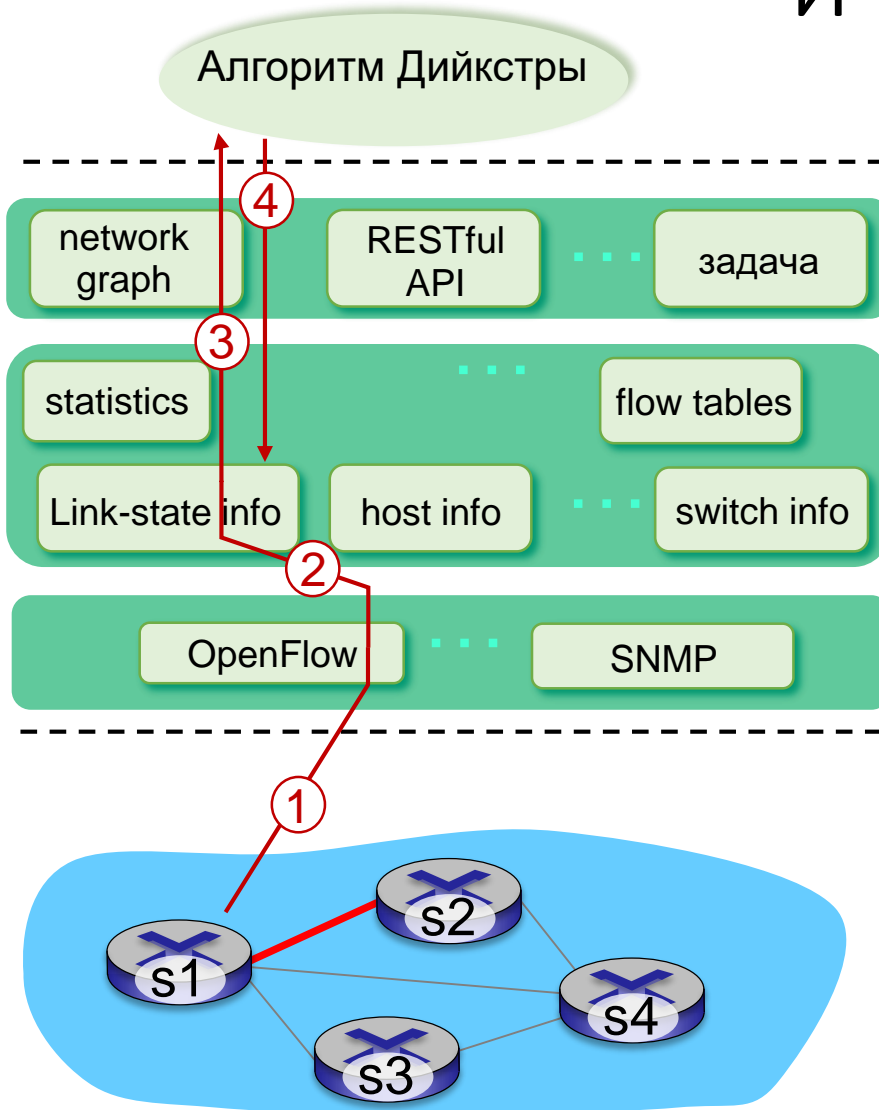 и
Алгоритм Дийкстры
4
network
graph
RESTful
API
...
задача
3
statistics
...
flow tables
Link-state info
host info
...
switch info
2
OpenFlow
...
SNMP
1
s2
s1
s4
s3